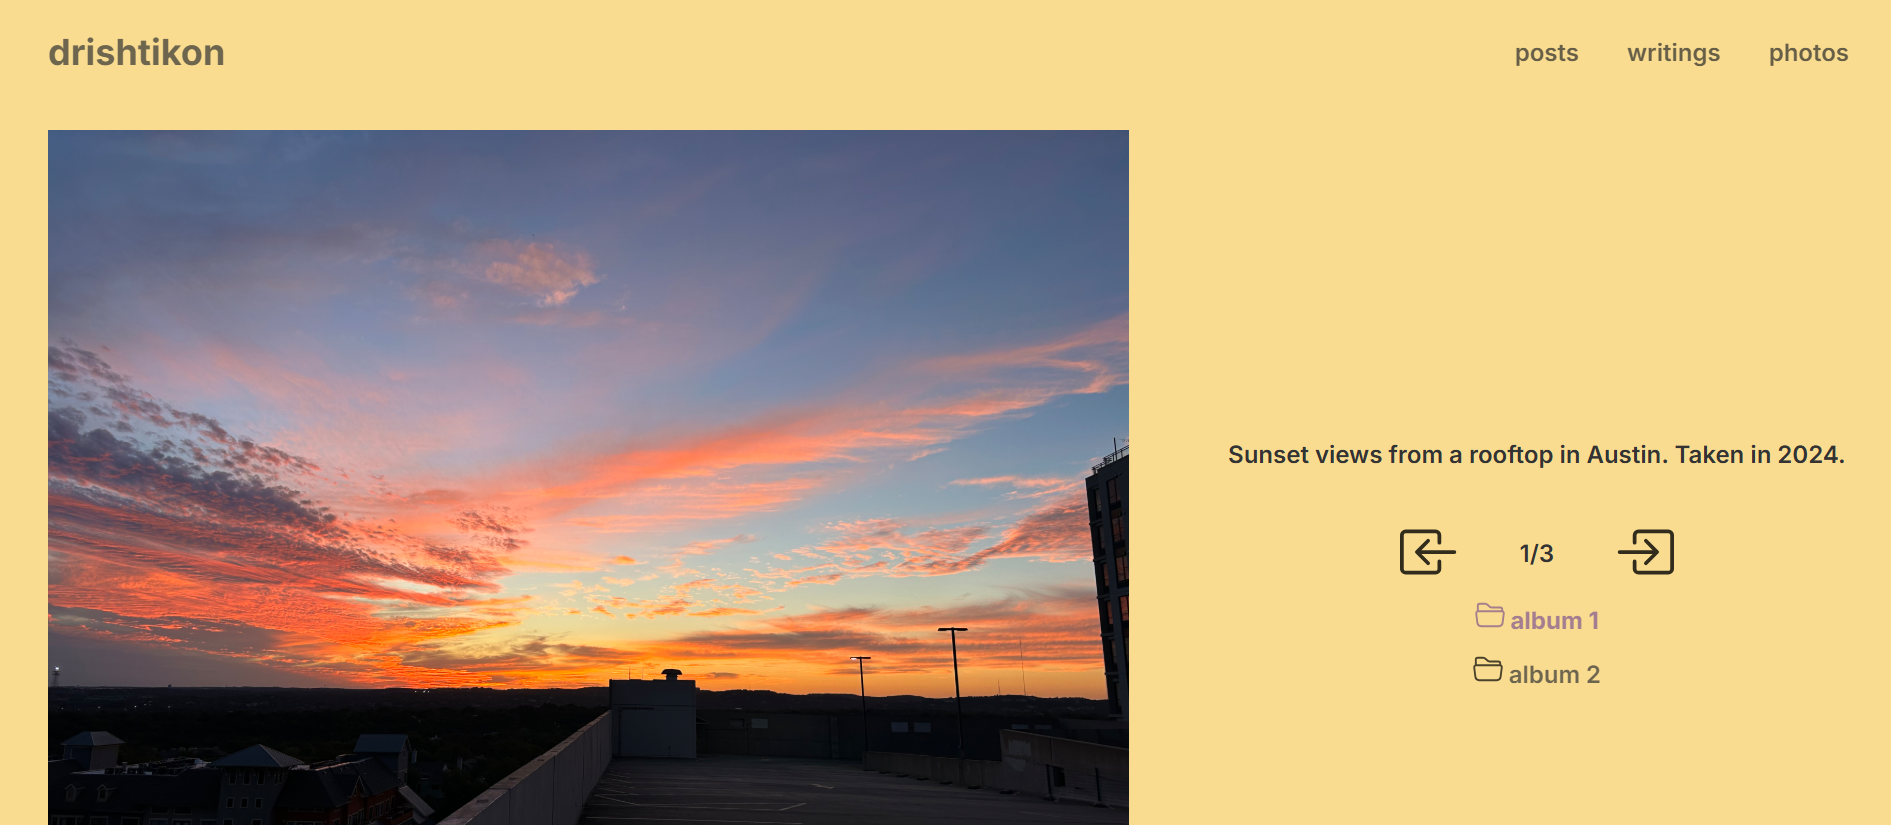 drishtikon
posts writings photos
Sunset views from a rooftop in Austin. Taken in 2024.
1/3
album 1
album 2